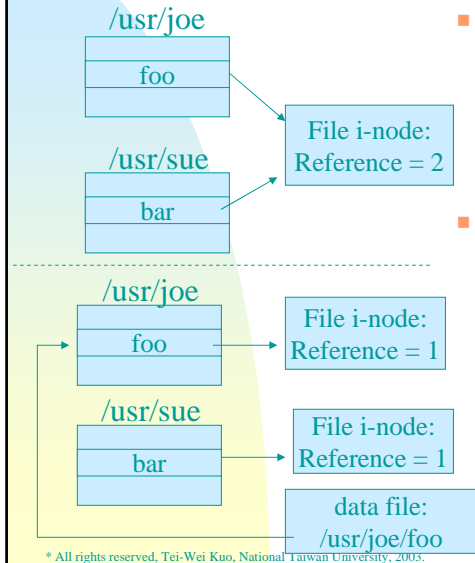 /usr/joe
foo
File i-node:
Reference = 2
/usr/sue
bar
/usr/joe
foo
File i-node:
Reference = 1
/usr/sue
bar
File i-node:
Reference = 1
data file:
/usr/joe/foo
* All rights reserved, Tei-Wei Kuo, National Taiwan University, 2003.